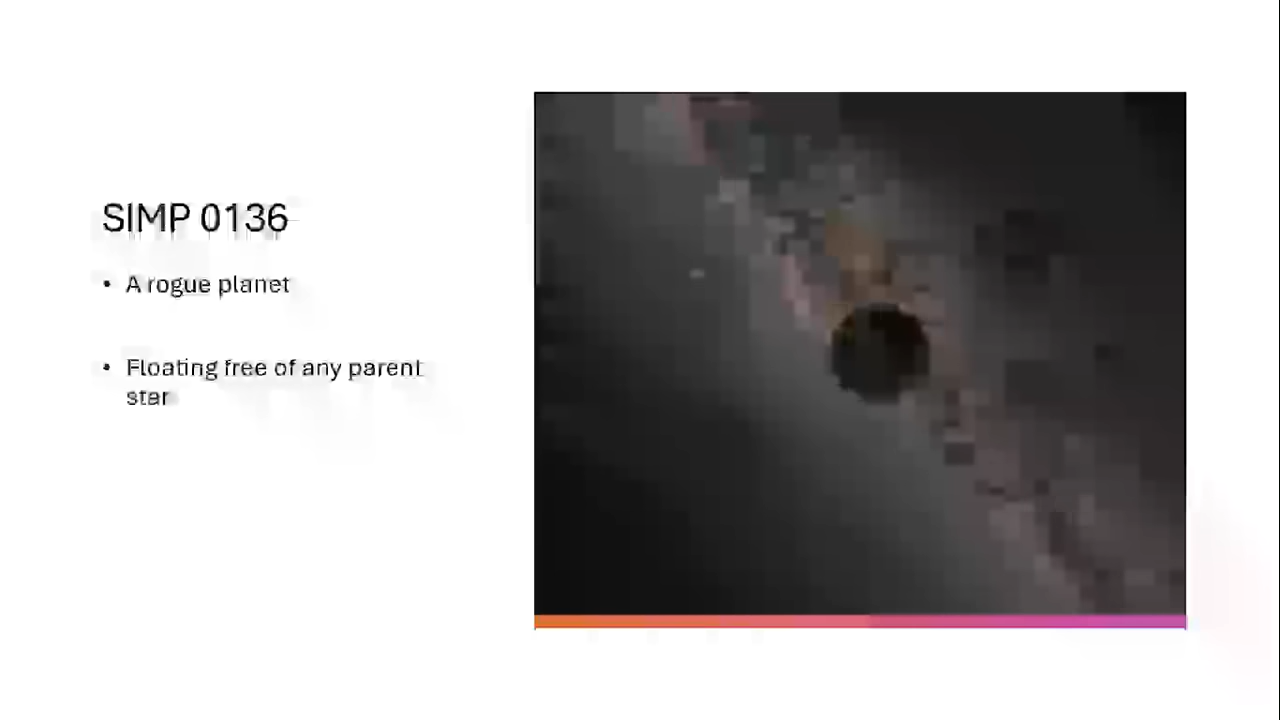 SIMP 0136
• A rogue planet
• Floating free of any parent
star